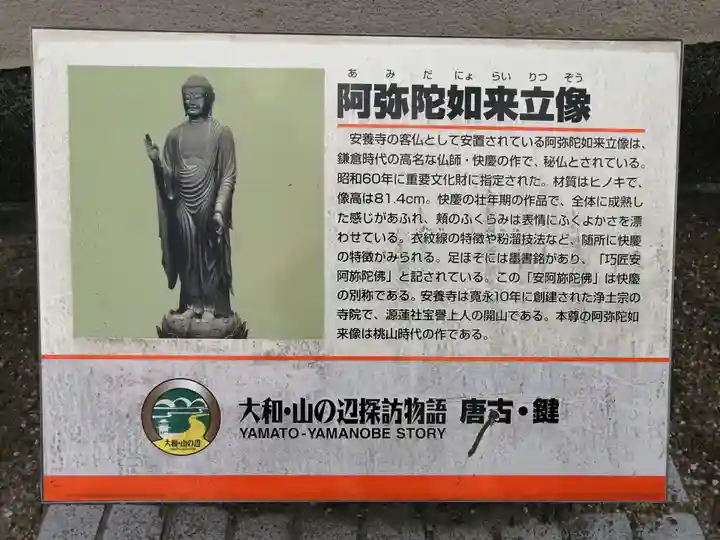 あみだにょらいりつぞう
阿弥陀如来立像
安養寺の客仏として安置されている阿弥陀如来立像は、
鎌倉時代の高名な仏師・快慶の作で、秘仏とされている。
昭和60年に重要文化財に指定された。材質はヒノキで、
像高は81.4cm。快慶の壮年期の作品で、全体に成熟し
た感じがあふれ、頬のふくらみは表情にふくよかさを漂
わせている。衣紋線の特徴や粉溜技法など、随所に快慶
の特徴がみられる。足ほぞには墨書銘があり、「巧匠安
阿旀陀佛」と記されている。この「安阿旀陀佛」は快慶
の別称である。安養寺は寛永10年に創建された浄土宗の
寺院で、源蓮社宝譽上人の開山である。本尊の阿弥陀如
来像は桃山時代の作である。
大和・山の辺
大和・山の辺探訪物語 唐古・鍵
YAMATO-YAMANOBE STORY